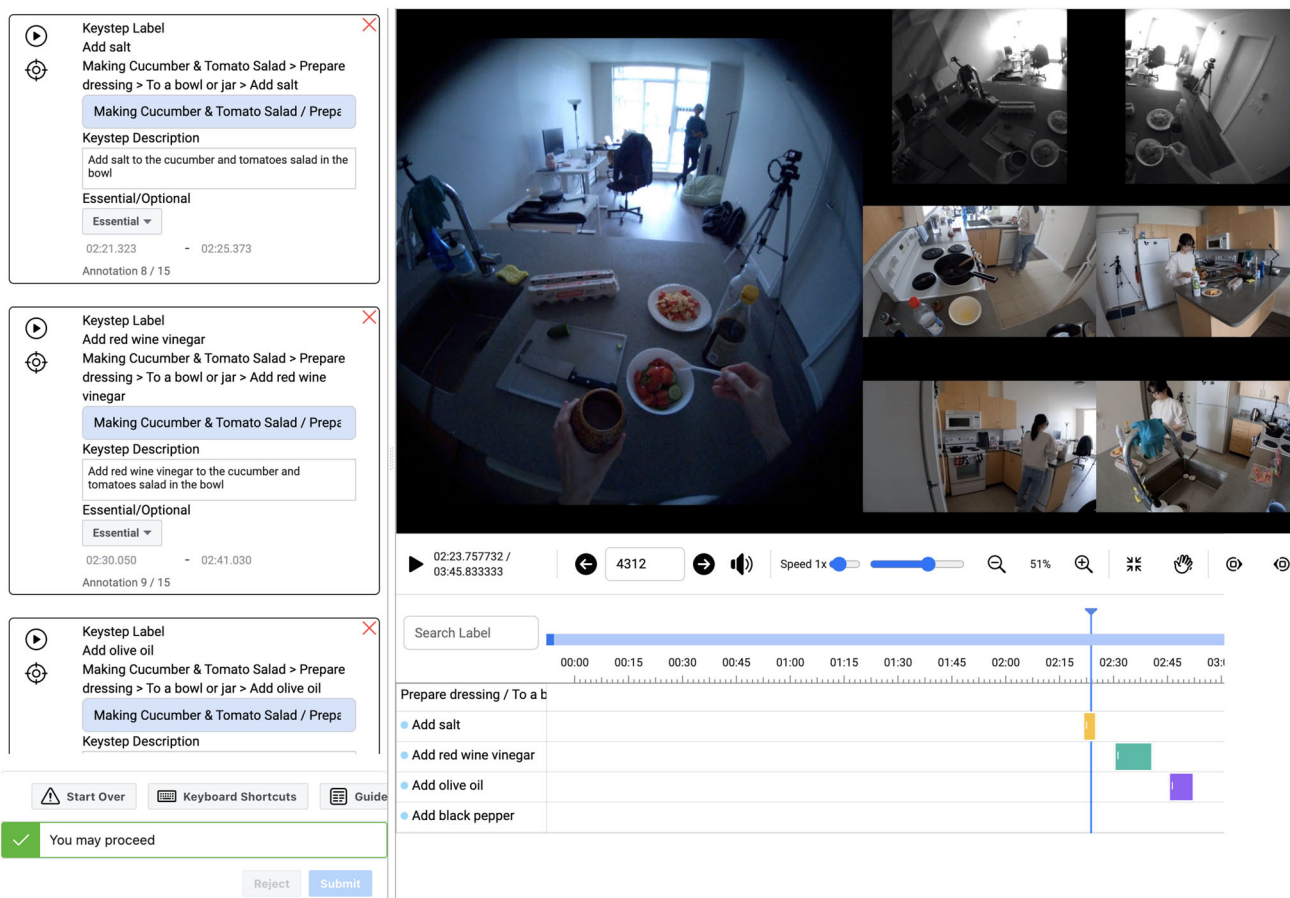 Keystep Label
Add salt
Making Cucumber & Tomato Salad > Prepare
dressing > To a bowl or jar > Add salt
Making Cucumber & Tomato Salad / Prepa
Keystep Description
Add salt to the cucumber and tomatoes salad in the
bowl
Essential/Optional
Essential
02:21.323 - 02:25.373
Annotation 8 / 15
Keystep Label
Add red wine vinegar
Making Cucumber & Tomato Salad > Prepare
dressing > To a bowl or jar > Add red wine
vinegar
Making Cucumber & Tomato Salad / Prepa
Keystep Description
Add red wine vinegar to the cucumber and
tomatoes salad in the bowl
Essential/Optional
Essential
02:30.050 - 02:41.030
Annotation 9 / 15
Keystep Label
Add olive oil
Making Cucumber & Tomato Salad > Prepare
dressing > To a bowl or jar > Add olive oil
Making Cucumber & Tomato Salad / Prepa
Keystep Description
Start Over
Keyboard Shortcuts
Guide
You may proceed
Reject
Submit
02:23.757732 /
03:45.833333
4312
Speed 1x
51%
Search Label
00:00 00:15 00:30 00:45 01:00 01:15 01:30 01:45 02:00 02:15 02:30 02:45 03:
Prepare dressing / To a b
Add salt
Add red wine vinegar
Add olive oil
Add black pepper